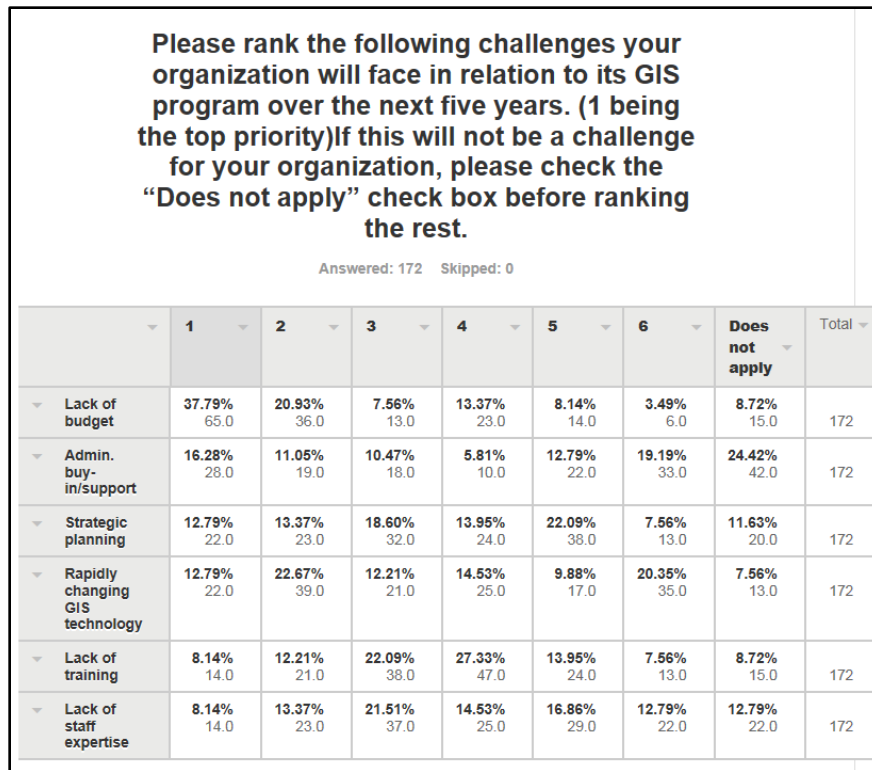 Please rank the following challenges your
organization will face in relation to its GIS
program over the next five years. (1 being
the top priority)If this will not be a challenge
for your organization, please check the
“Does not apply” check box before ranking
the rest.
Answered: 172 Skipped: 0
1 2 3 4 5 6 Does not apply Total
Lack of budget 37.79% 20.93% 7.56% 13.37% 8.14% 3.49% 8.72%
65.0 36.0 13.0 23.0 14.0 6.0 15.0 172
Admin. buy-in/support 16.28% 11.05% 10.47% 5.81% 12.79% 19.19% 24.42%
28.0 19.0 18.0 10.0 22.0 33.0 42.0 172
Strategic planning 12.79% 13.37% 18.60% 13.95% 22.09% 7.56% 11.63%
22.0 23.0 32.0 24.0 38.0 13.0 20.0 172
Rapidly changing GIS technology 12.79% 22.67% 12.21% 14.53% 9.88% 20.35% 7.56%
22.0 39.0 21.0 25.0 17.0 35.0 13.0 172
Lack of training 8.14% 12.21% 22.09% 27.33% 13.95% 7.56% 8.72%
14.0 21.0 38.0 47.0 24.0 13.0 15.0 172
Lack of staff expertise 8.14% 13.37% 21.51% 14.53% 16.86% 12.79% 12.79%
14.0 23.0 37.0 25.0 29.0 22.0 22.0 172